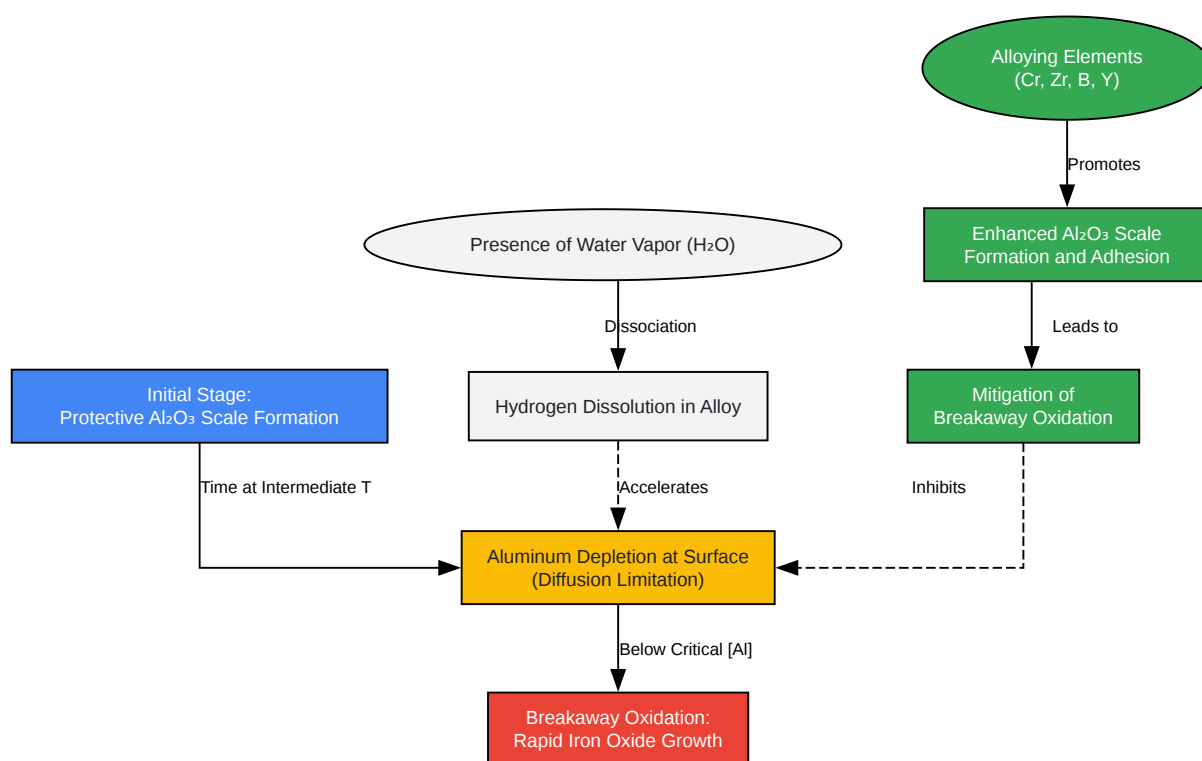 Alloying Elements
(Cr, Zr, B, Y)
Promotes
Enhanced Al₂O₃ Scale
Formation and Adhesion
Presence of Water Vapor (H₂O)
Dissociation
Leads to
Initial Stage:
Protective Al₂O₃ Scale Formation
Hydrogen Dissolution in Alloy
Mitigation of
Breakaway Oxidation
Time at Intermediate T
Accelerates
Inhibits
Aluminum Depletion at Surface
(Diffusion Limitation)
Below Critical [Al]
Breakaway Oxidation:
Rapid Iron Oxide Growth